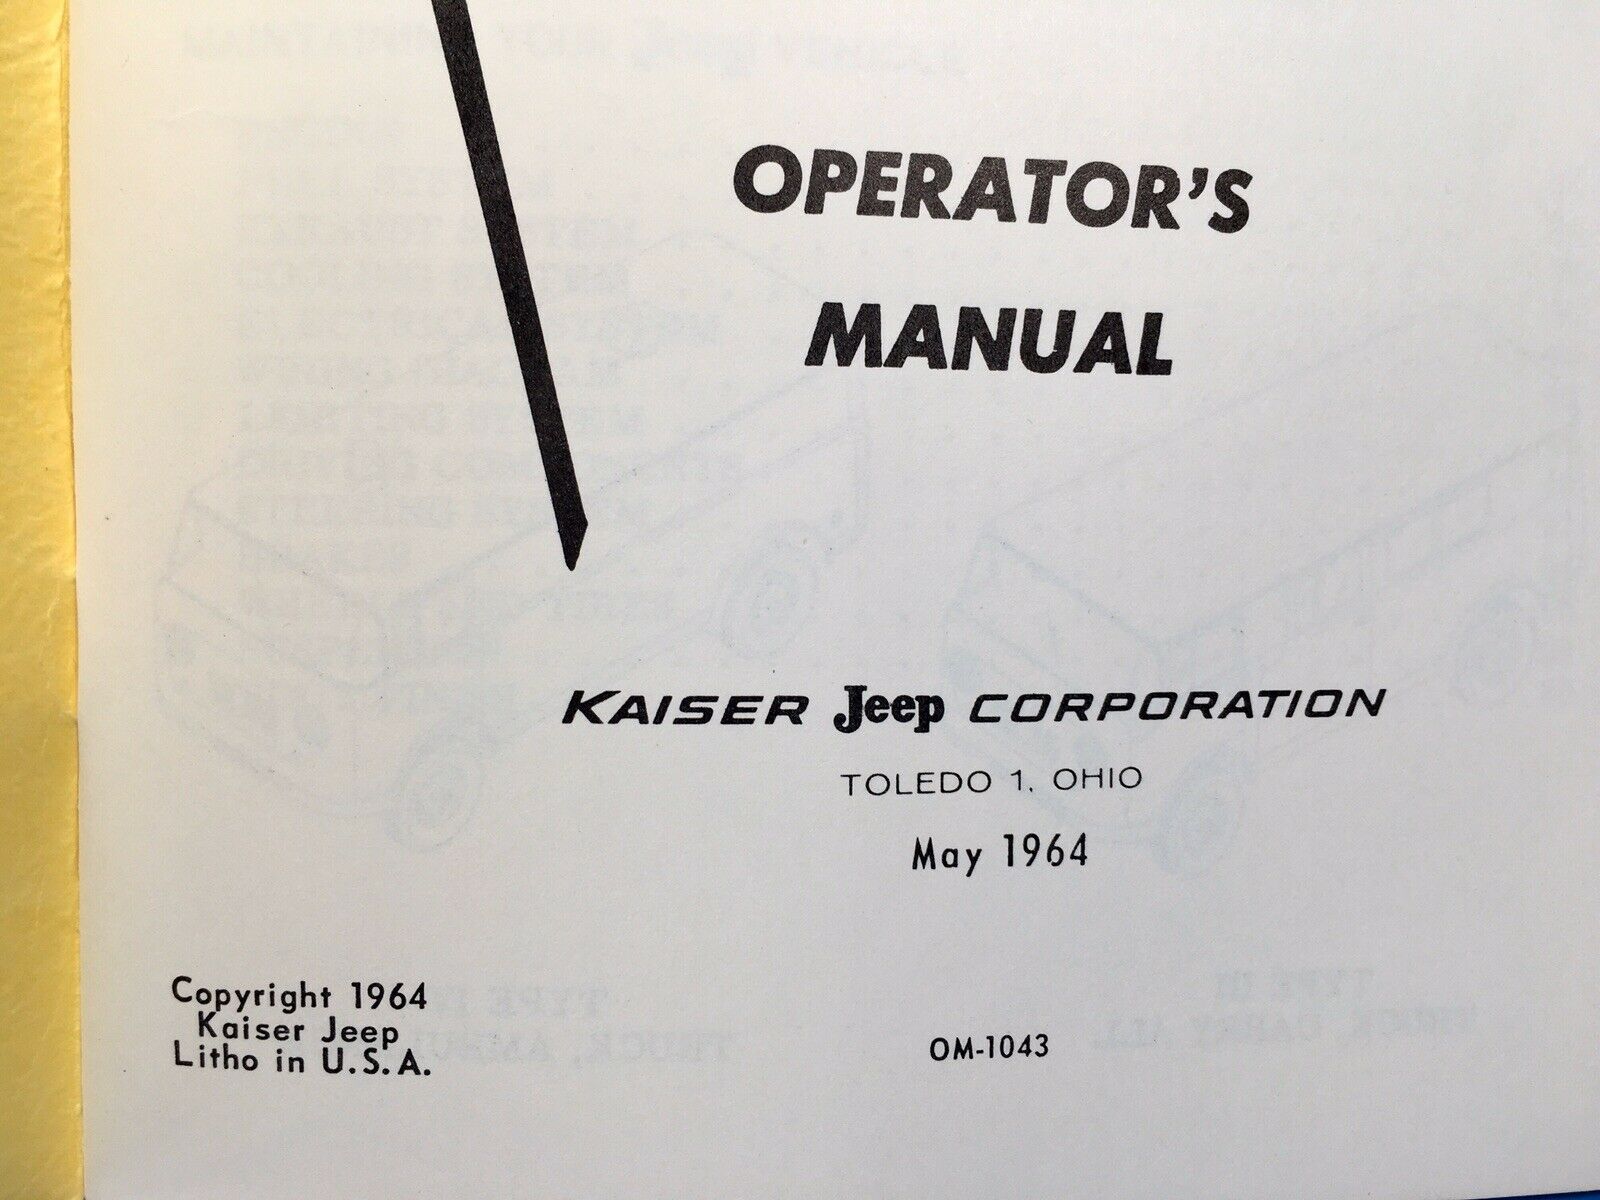 OPERATOR'S
MANUAL
KAISER Jeep CORPORATION
TOLEDO 1, OHIO
May 1964
Copyright 1964
Kaiser Jeep
Litho in U.S.A.
OM-1043